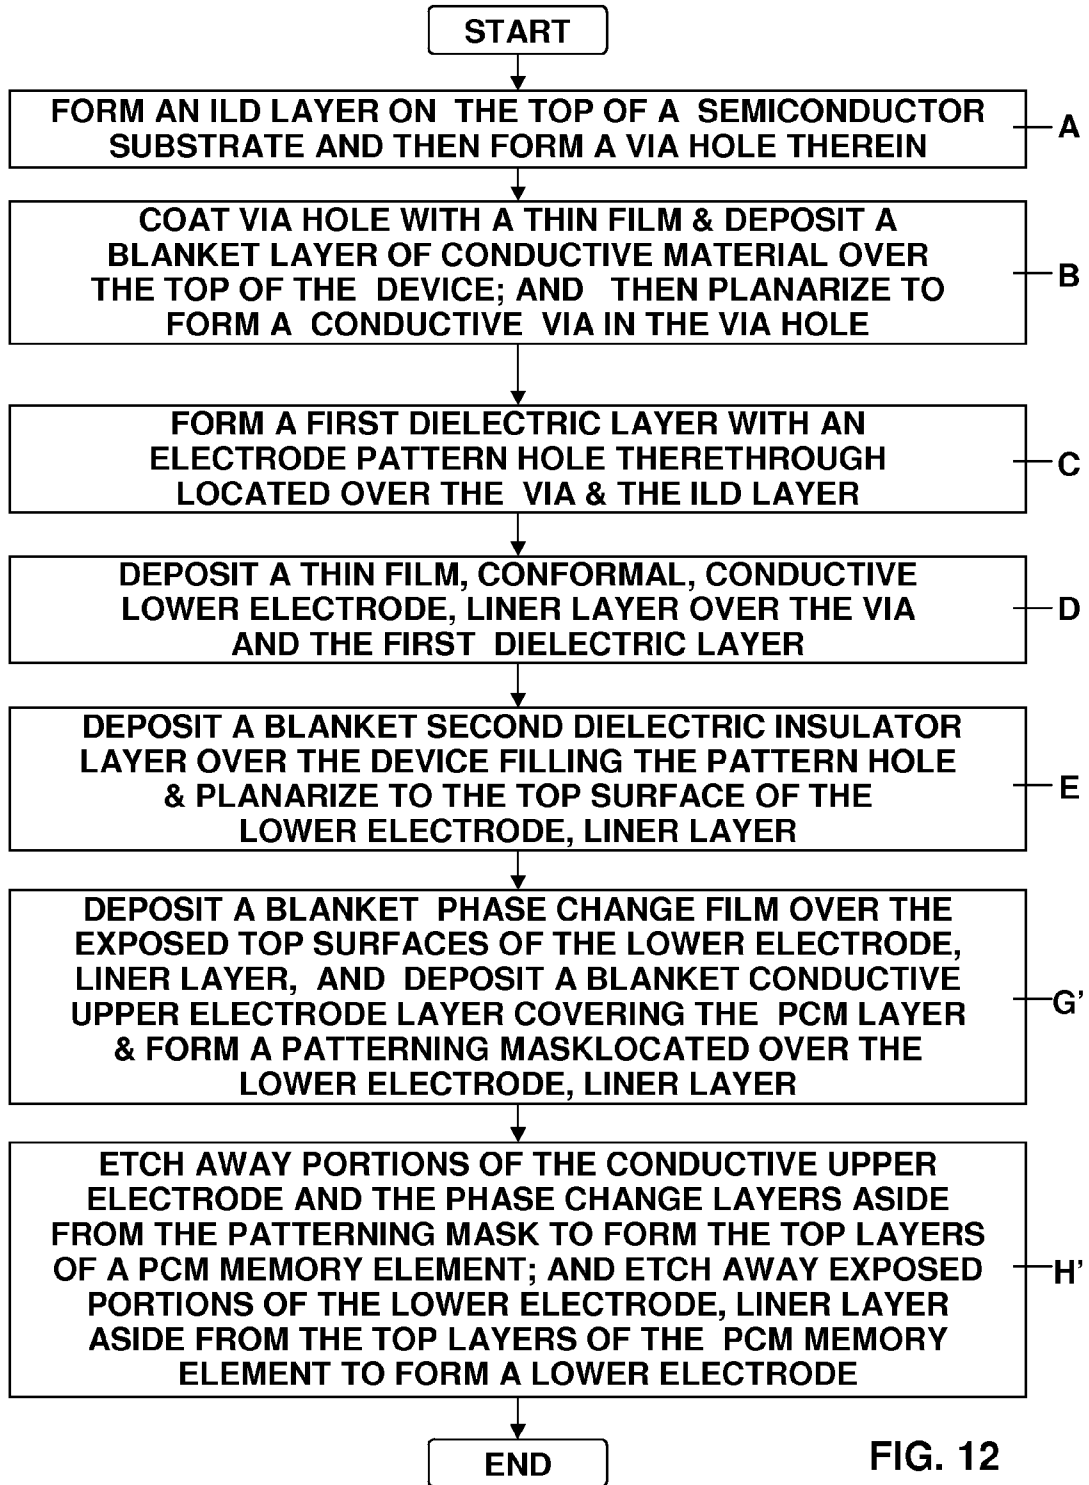 START
FORM AN ILD LAYER ON THE TOP OF A SEMICONDUCTOR
SUBSTRATE AND THEN FORM A VIA HOLE THEREIN
A
COAT VIA HOLE WITH A THIN FILM & DEPOSIT A
BLANKET LAYER OF CONDUCTIVE MATERIAL OVER
THE TOP OF THE DEVICE; AND THEN PLANARIZE TO
FORM A CONDUCTIVE VIA IN THE VIA HOLE
B
FORM A FIRST DIELECTRIC LAYER WITH AN
ELECTRODE PATTERN HOLE THERETHROUGH
LOCATED OVER THE VIA & THE ILD LAYER
C
DEPOSIT A THIN FILM, CONFORMAL, CONDUCTIVE
LOWER ELECTRODE, LINER LAYER OVER THE VIA
AND THE FIRST DIELECTRIC LAYER
D
DEPOSIT A BLANKET SECOND DIELECTRIC INSULATOR
LAYER OVER THE DEVICE FILLING THE PATTERN HOLE
& PLANARIZE TO THE TOP SURFACE OF THE
LOWER ELECTRODE, LINER LAYER
E
DEPOSIT A BLANKET PHASE CHANGE FILM OVER THE
EXPOSED TOP SURFACES OF THE LOWER ELECTRODE,
LINER LAYER, AND DEPOSIT A BLANKET CONDUCTIVE
UPPER ELECTRODE LAYER COVERING THE PCM LAYER
& FORM A PATTERNING MASKLOCATED OVER THE
LOWER ELECTRODE, LINER LAYER
G’
ETCH AWAY PORTIONS OF THE CONDUCTIVE UPPER
ELECTRODE AND THE PHASE CHANGE LAYERS ASIDE
FROM THE PATTERNING MASK TO FORM THE TOP LAYERS
OF A PCM MEMORY ELEMENT; AND ETCH AWAY EXPOSED
PORTIONS OF THE LOWER ELECTRODE, LINER LAYER
ASIDE FROM THE TOP LAYERS OF THE PCM MEMORY
ELEMENT TO FORM A LOWER ELECTRODE
H’
END
FIG. 12